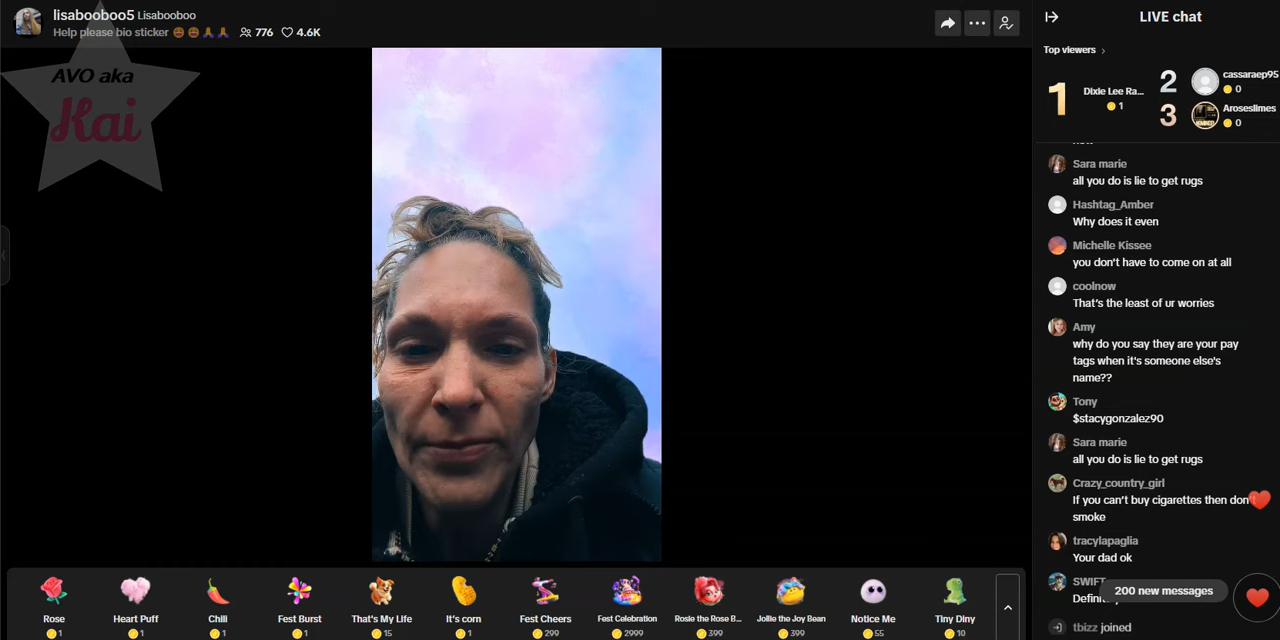 lisabooboo5 Lisabooboo
Help please bio sticker 776 4.6K
AVO aka
Kai
LIVE chat
Top viewers
1 Dixie Lee Ra... 1
2 cassaraep95 0
3 Aroseslimes 0
Sara marie
all you do is lie to get rugs
Hashtag_Amber
Why does it even
Michelle Kissee
you don't have to come on at all
coolnow
That's the least of ur worries
Amy
why do you say they are your pay
tags when it's someone else's
name??
Tony
$stacygonzalez90
Sara marie
all you do is lie to get rugs
Crazy_country_girl
If you can't buy cigarettes then don't
smoke
tracylapaglia
Your dad ok
SWIFT
200 new messages
tbizz joined
Rose
1
Heart Puff
1
Chili
1
Fest Burst
1
That's My Life
15
It's corn
1
Fest Cheers
299
Fest Celebration
2999
Rosie the Rose B...
399
Jollie the Joy Bean
399
Notice Me
55
Tiny Diny
10